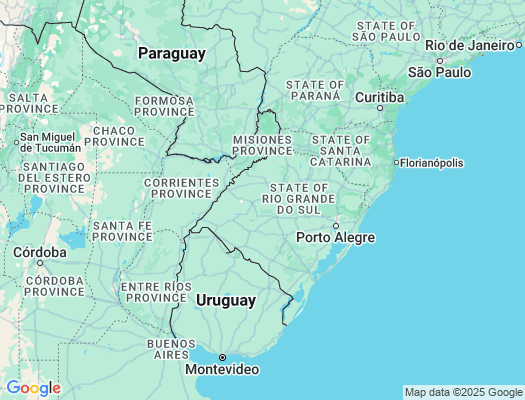 STATE OF
SÃO PAULO
Rio de Janeiro
Paraguay
São Paulo
STATE OF
PARANÁ
SALTA
PROVINCE
FORMOSA
PROVINCE
Curitiba
CHACO
PROVINCE
San Miguel
de Tucumán
MISIONES
PROVINCE
STATE OF
SANTA
CATARINA
Florianópolis
SANTIAGO
DEL ESTERO
PROVINCE
CORRIENTES
PROVINCE
STATE OF
RIO GRANDE
DO SUL
SANTA FE
PROVINCE
Porto Alegre
Córdoba
CÓRDOBA
PROVINCE
ENTRE RÍOS
PROVINCE
Uruguay
BUENOS
AIRES
Montevideo
Google
Map data ©2025 Google